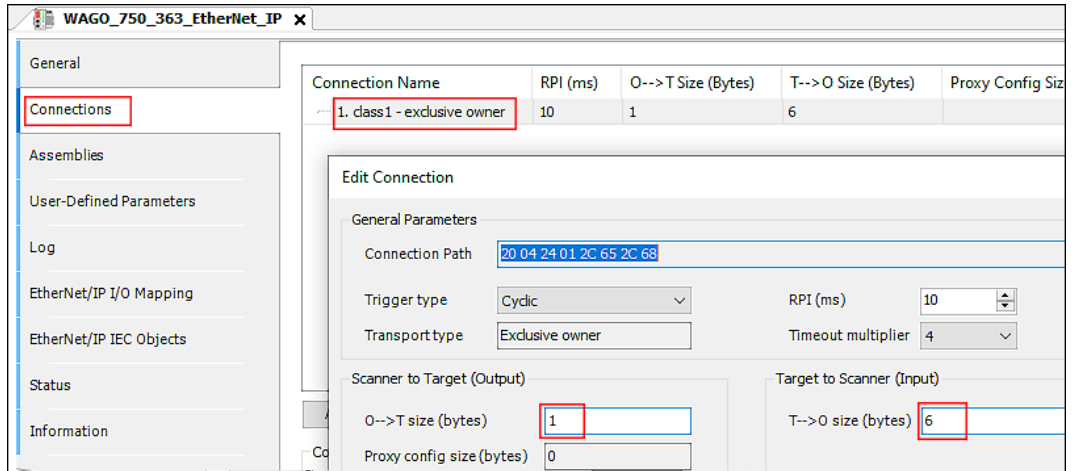 WAGO_750_363_EtherNet_IP
General
Connections
Assemblies
User-Defined Parameters
Log
EtherNet/IP I/O Mapping
EtherNet/IP IEC Objects
Status
Information
Connection Name RPI (ms) O-->T Size (Bytes) T-->O Size (Bytes) Proxy Config Siz
1. class1 - exclusive owner 10 1 6
Edit Connection
General Parameters
Connection Path 20 04 24 01 2C 65 2C 68
Trigger type Cyclic RPI (ms) 10
Transport type Exclusive owner Timeout multiplier 4
Scanner to Target (Output) Target to Scanner (Input)
O-->T size (bytes) 1 T-->O size (bytes) 6
Proxy config size (bytes) 0